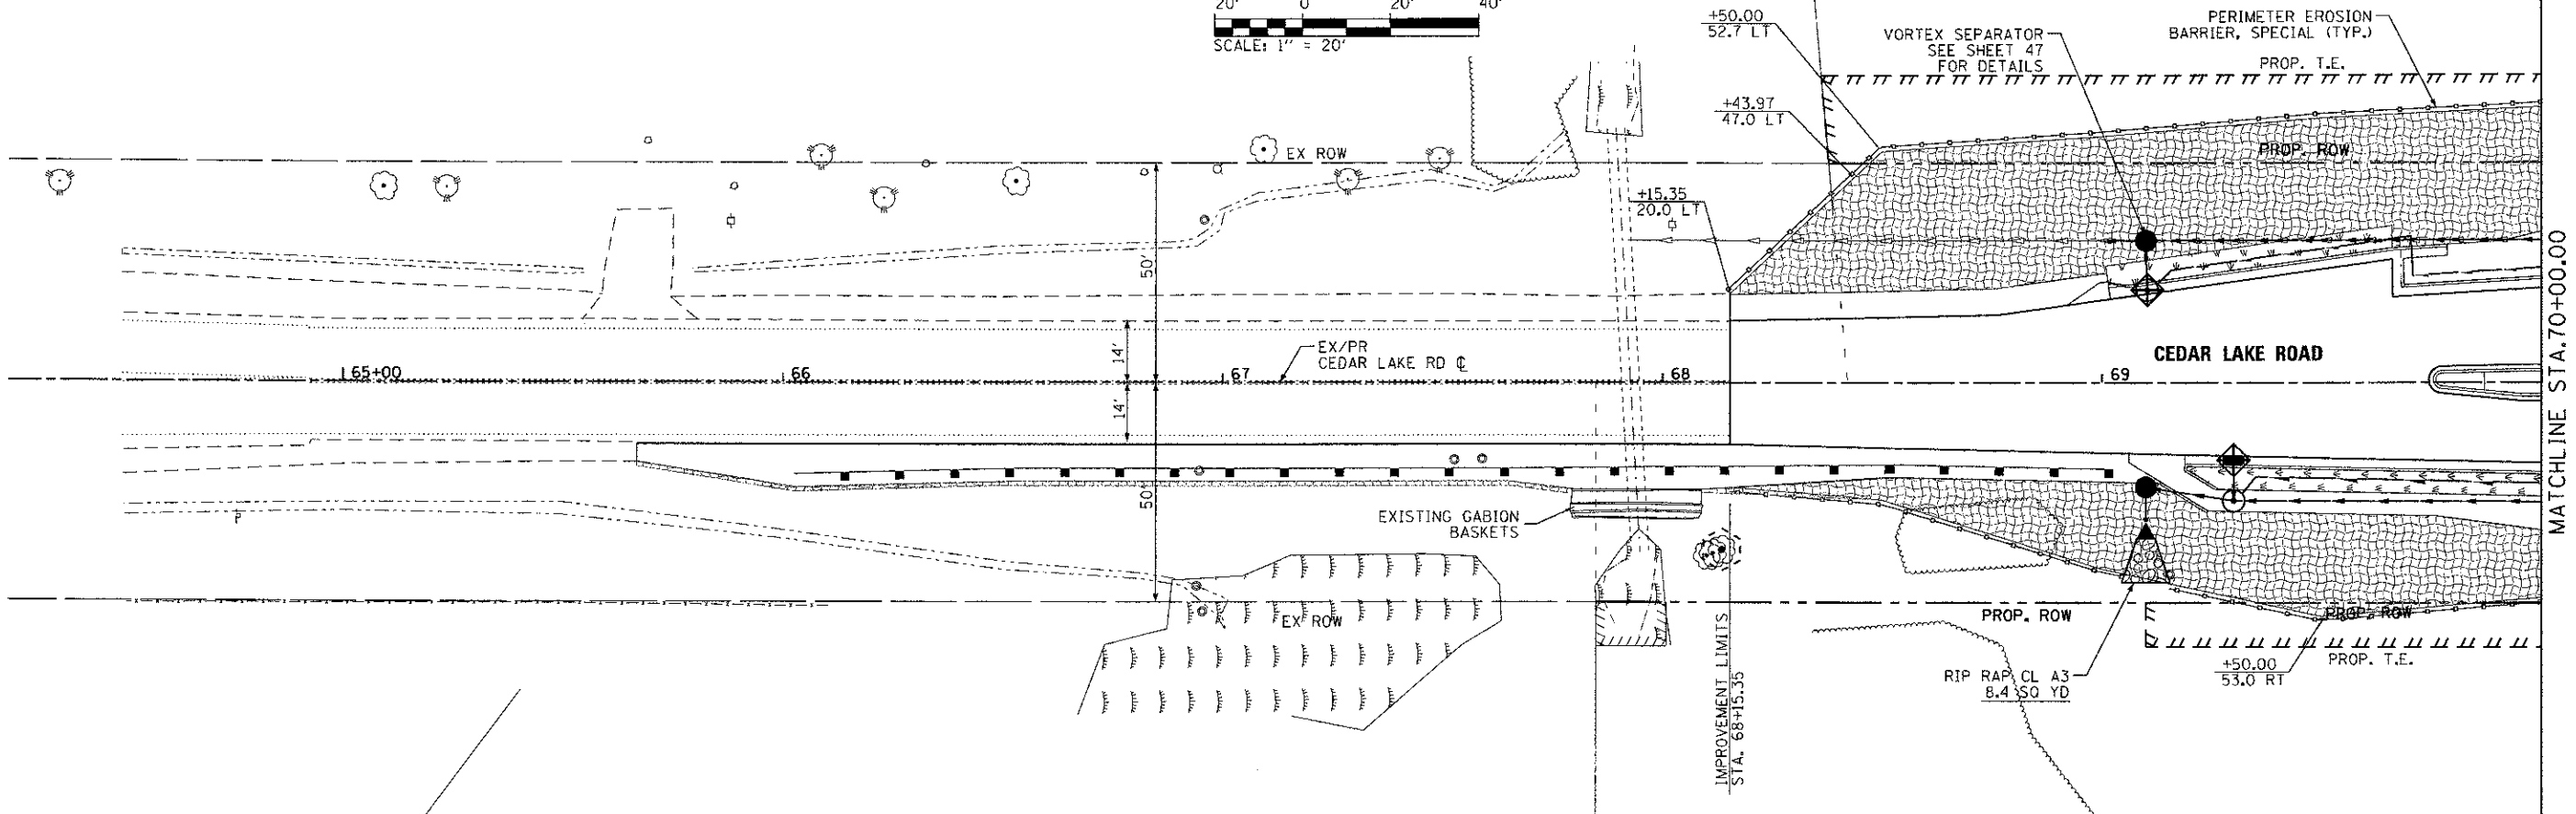 20' 0 20' 40'
SCALE: 1" = 20'
+50.00
52.7 LT
VORTEX SEPARATOR
SEE SHEET 47
FOR DETAILS
PERIMETER EROSION
BARRIER, SPECIAL (TYP.)
PROP. T.E.
+43.97
47.0 LT
EX ROW
PROP. ROW
+15.35
20.0 LT
50'
14'
EX/PR
CEDAR LAKE RD ℄
CEDAR LAKE ROAD
65+00 66 67 68 69
14'
50'
MATCHLINE STA.70+00.00
EXISTING GABION
BASKETS
P
EX ROW
PROP. ROW
PROP. ROW
IMPROVEMENT LIMITS
STA. 68+15.35
RIP RAP CL A3
8.4 SQ YD
+50.00
53.0 RT
PROP. T.E.